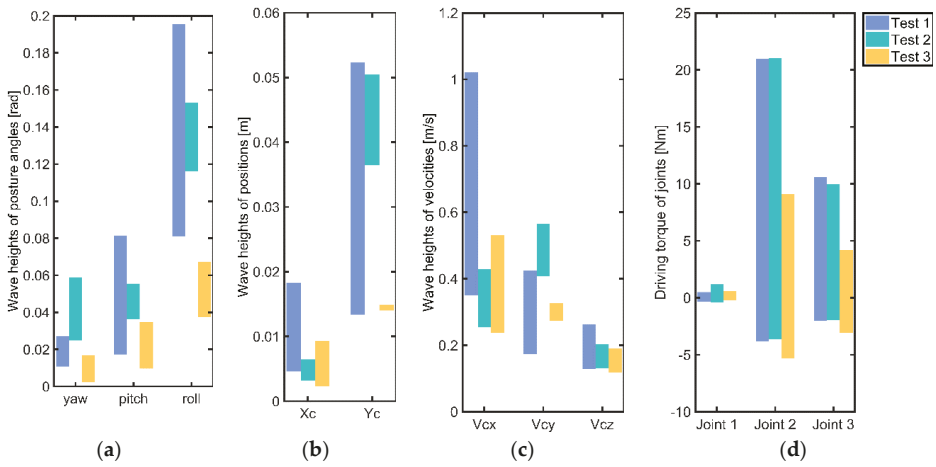 Wave heights of posture angles [rad]
0.2
0.18
0.16
0.14
0.12
0.1
0.08
0.06
0.04
0.02
0
yaw pitch roll
(a)
Wave heights of positions [m]
0.06
0.05
0.04
0.03
0.02
0.01
0
Xc Yc
(b)
Wave heights of velocities [m/s]
1.2
1
0.8
0.6
0.4
0.2
0
Vcx Vcy Vcz
(c)
Driving torque of joints [Nm]
25
20
15
10
5
0
-5
-10
Joint 1 Joint 2 Joint 3
(d)
Test 1
Test 2
Test 3